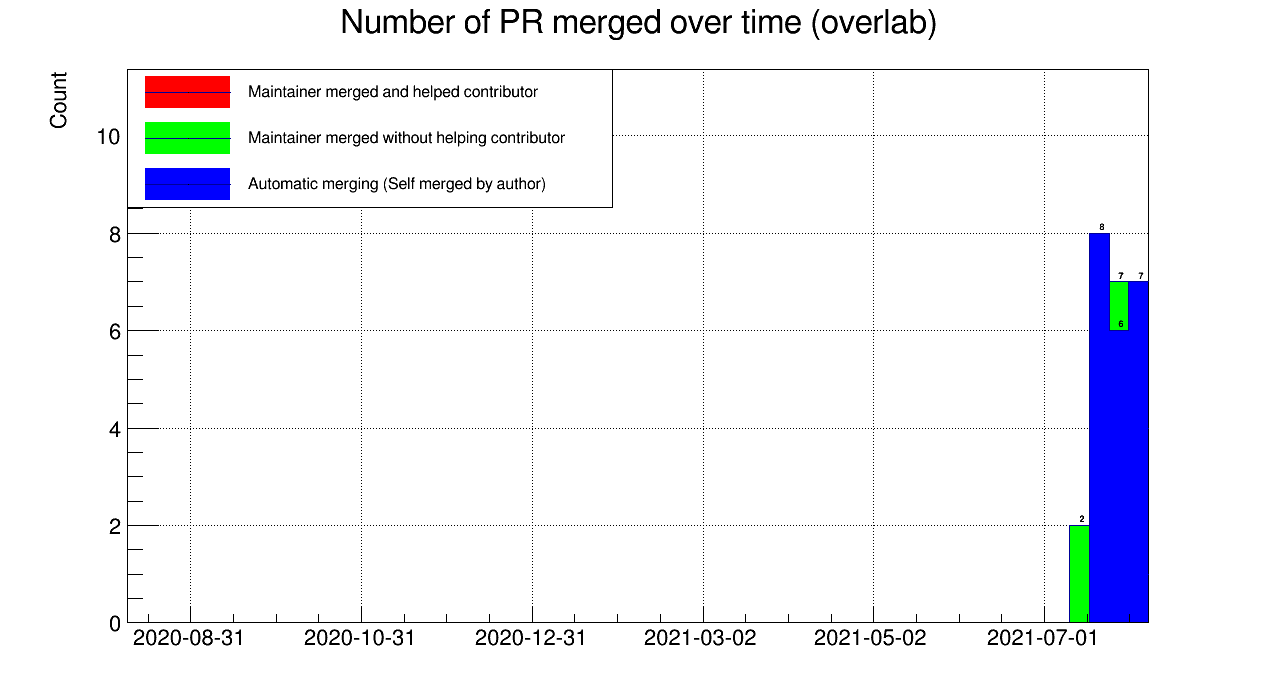 Number of PR merged over time (overlab)
Count
Maintainer merged and helped contributor
Maintainer merged without helping contributor
Automatic merging (Self merged by author)
10
8
6
4
2
0
8
7 7
6
2
2020-08-31 2020-10-31 2020-12-31 2021-03-02 2021-05-02 2021-07-01